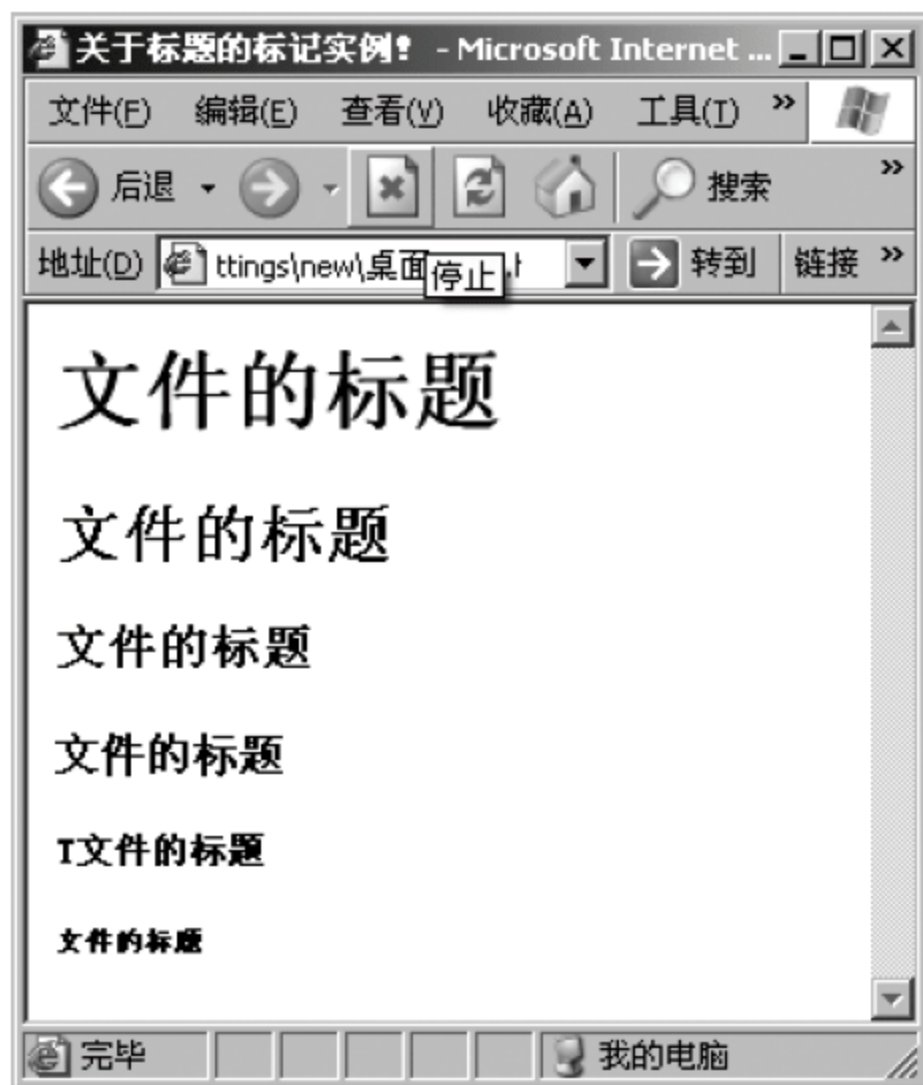 关于标题的标记实例! - Microsoft Internet ...
文件(F) 编辑(E) 查看(V) 收藏(A) 工具(T) »
后退 搜索 »
地址(D) ttings\new\桌面 转到 链接 »
停止
文件的标题
文件的标题
文件的标题
文件的标题
T文件的标题
文件的标题
完毕 我的电脑